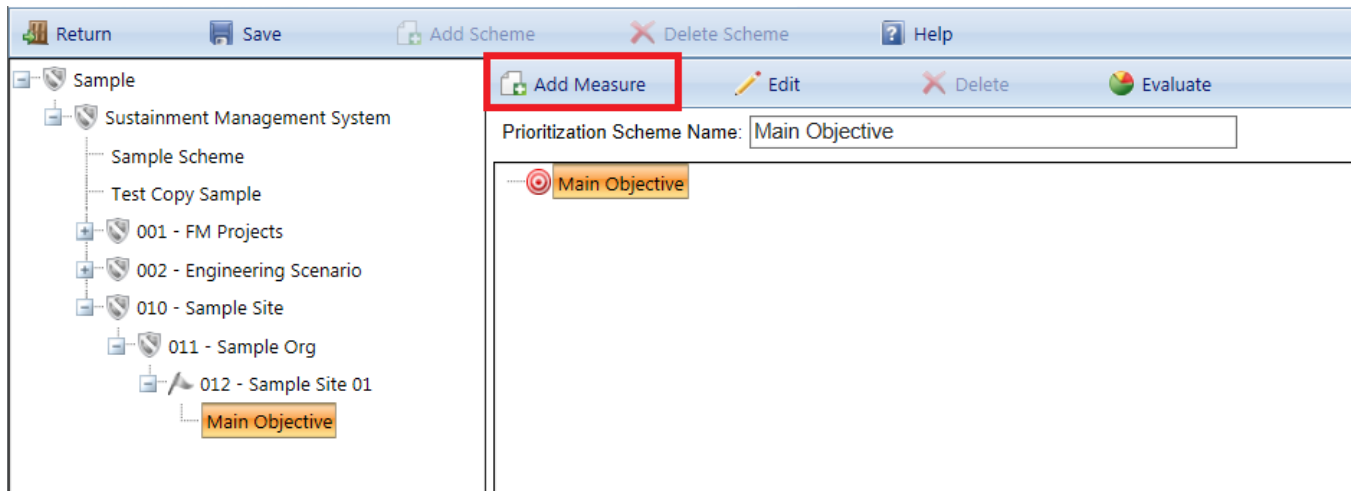 Return Save Add Scheme Delete Scheme Help
Sample
Sustainment Management System
Sample Scheme
Test Copy Sample
001 - FM Projects
002 - Engineering Scenario
010 - Sample Site
011 - Sample Org
012 - Sample Site 01
Main Objective
Add Measure Edit Delete Evaluate
Prioritization Scheme Name: Main Objective
Main Objective